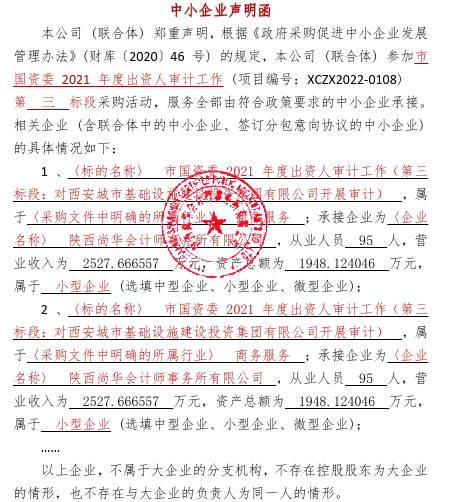 中小企业声明函
本公司（联合体）郑重声明，根据《政府采购促进中小企业发展
管理办法》（财库〔2020〕46 号）的规定，本公司（联合体）参加市
国资委 2021 年度出资人审计工作（项目编号：XCZX2022-0108）
第 三 标段采购活动，服务全部由符合政策要求的中小企业承接。
相关企业（含联合体中的中小企业、签订分包意向协议的中小企业）
的具体情况如下：
1 、（标的名称） 市国资委 2021 年度出资人审计工作（第三
标段：对西安城市基础设施建设投资集团有限公司开展审计） ，属
于（采购文件中明确的所属行业） 商务服务 ；承接企业为（企业
名称） 陕西尚华会计师事务所有限公司 ，从业人员 95 人，营
业收入为 2527.666557 万元，资产总额为 1948.124046 万元，
属于 小型企业（选填中型企业、小型企业、微型企业）；
2 、（标的名称） 市国资委 2021 年度出资人审计工作（第三
标段：对西安城市基础设施建设投资集团有限公司开展审计） ，属
于（采购文件中明确的所属行业） 商务服务 ；承接企业为（企业
名称） 陕西尚华会计师事务所有限公司 ，从业人员 95 人，营
业收入为 2527.666557 万元，资产总额为 1948.124046 万元，
属于 小型企业（选填中型企业、小型企业、微型企业）；
……
以上企业，不属于大企业的分支机构，不存在控股股东为大企业
的情形，也不存在与大企业的负责人为同一人的情形。